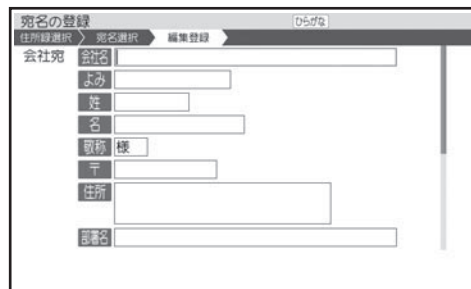 宛名の登録 ひらがな
住所録選択 宛名選択 編集登録
会社宛 会社名
よみ
姓
名
敬称 様
〒
住所
部署名